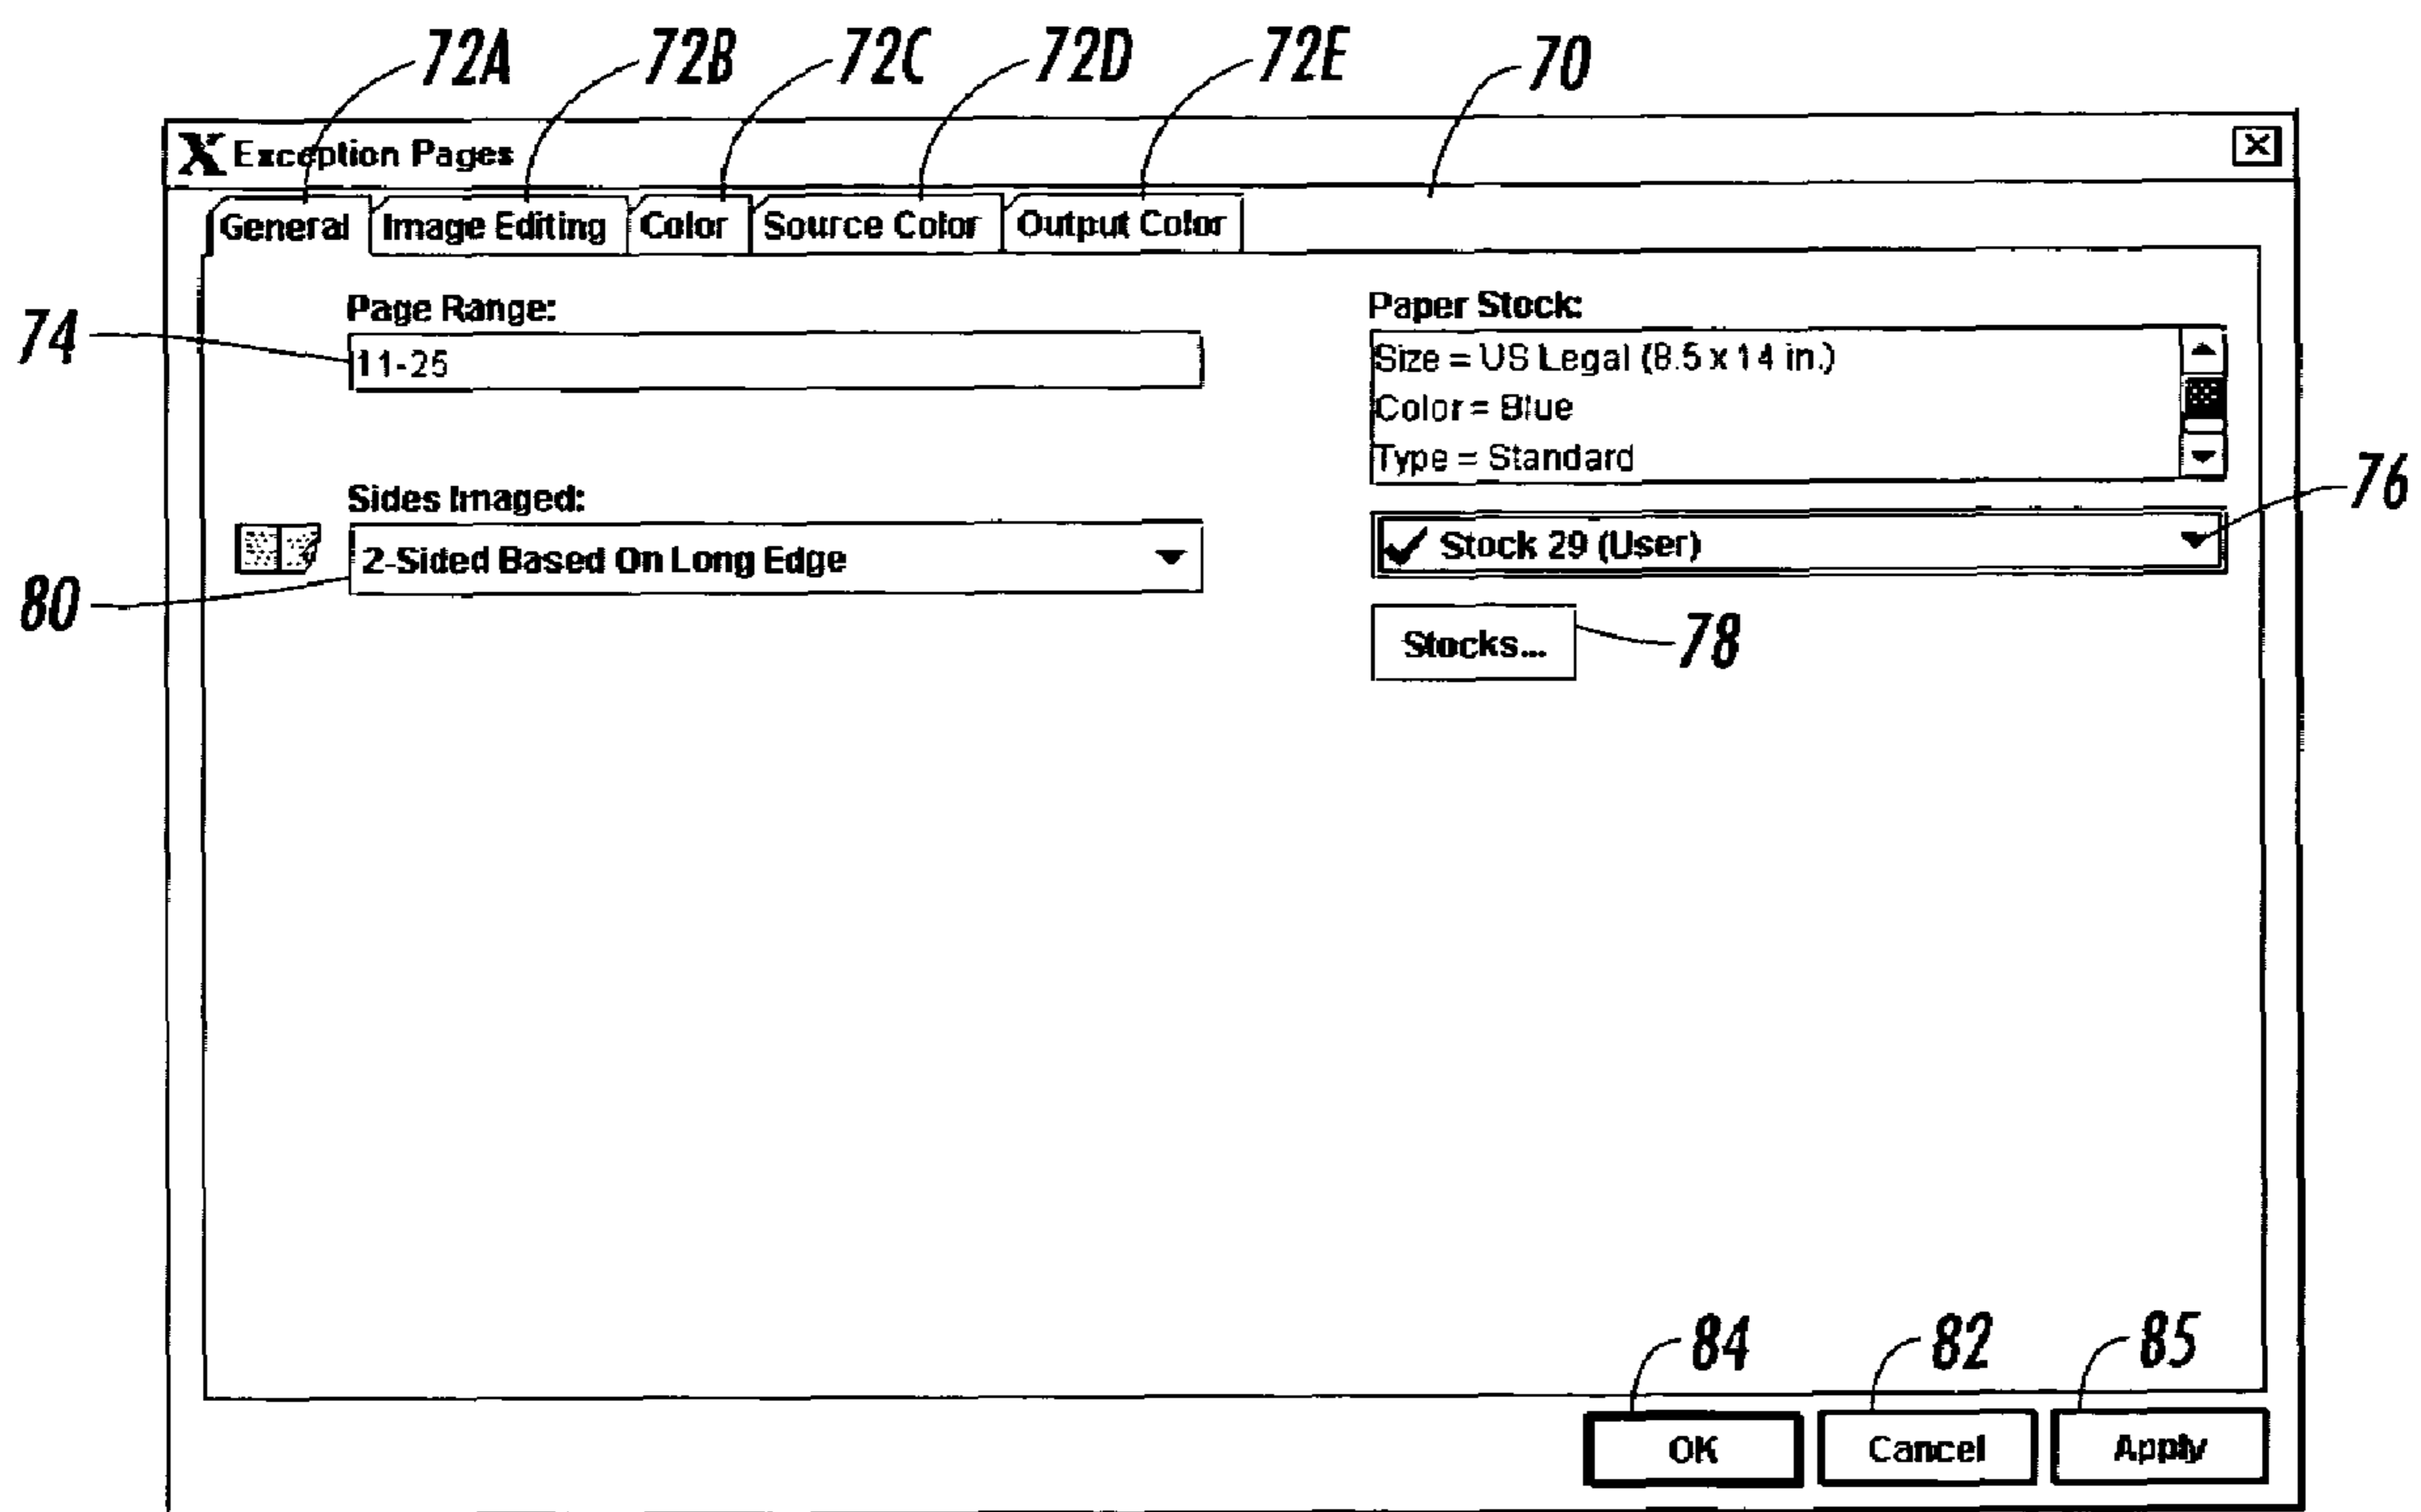 72A 72B 72C 72D 72E 70
X Exception Pages
General Image Editing Color Source Color Output Color
Page Range:
74
11-25
Paper Stock:
Size = US Legal (8.5 x 14 in.)
Color = Blue
Type = Standard
76
Sides Imaged:
2-Sided Based On Long Edge
80
Stock 29 (User)
Stocks...
78
84 82 85
OK Cancel Apply